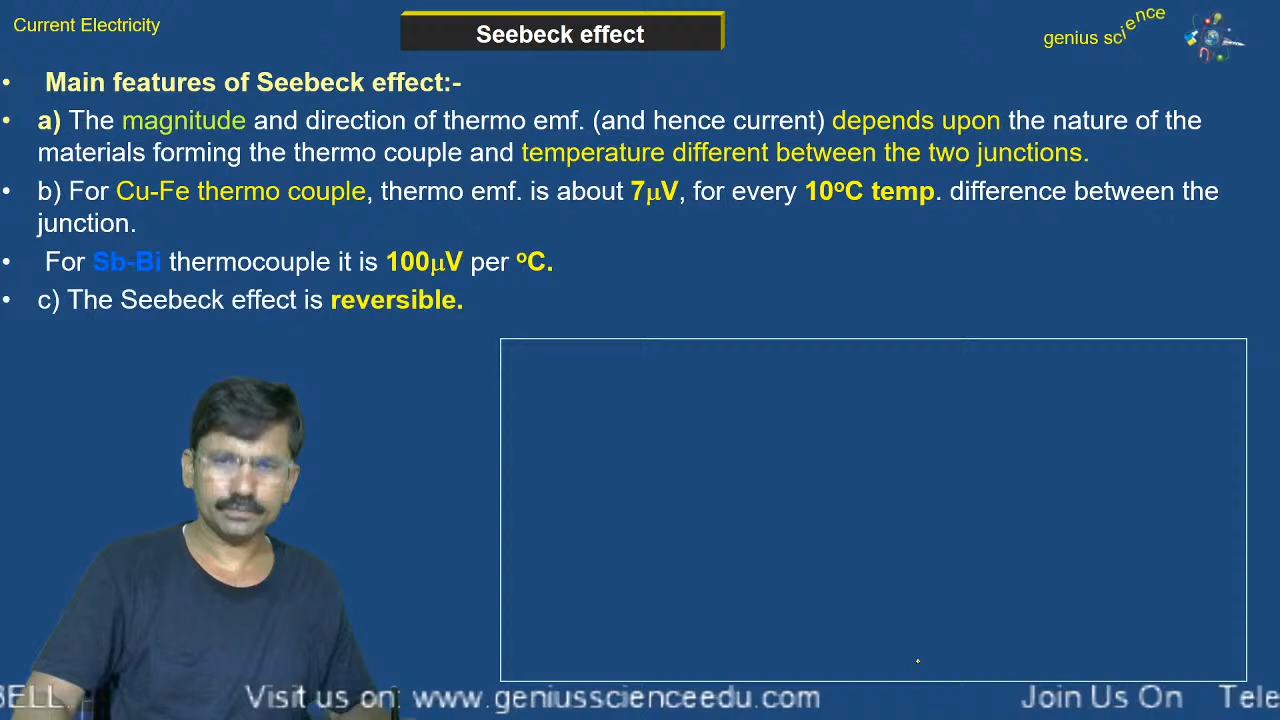 Current Electricity
Seebeck effect
genius science
• Main features of Seebeck effect:-
• a) The magnitude and direction of thermo emf. (and hence current) depends upon the nature of the
materials forming the thermo couple and temperature different between the two junctions.
• b) For Cu-Fe thermo couple, thermo emf. is about 7μV, for every 10ᵒC temp. difference between the
junction.
• For Sb-Bi thermocouple it is 100μV per ᵒC.
• c) The Seebeck effect is reversible.
BELL. Visit us on: www.geniusscienceedu.com Join Us On Tele